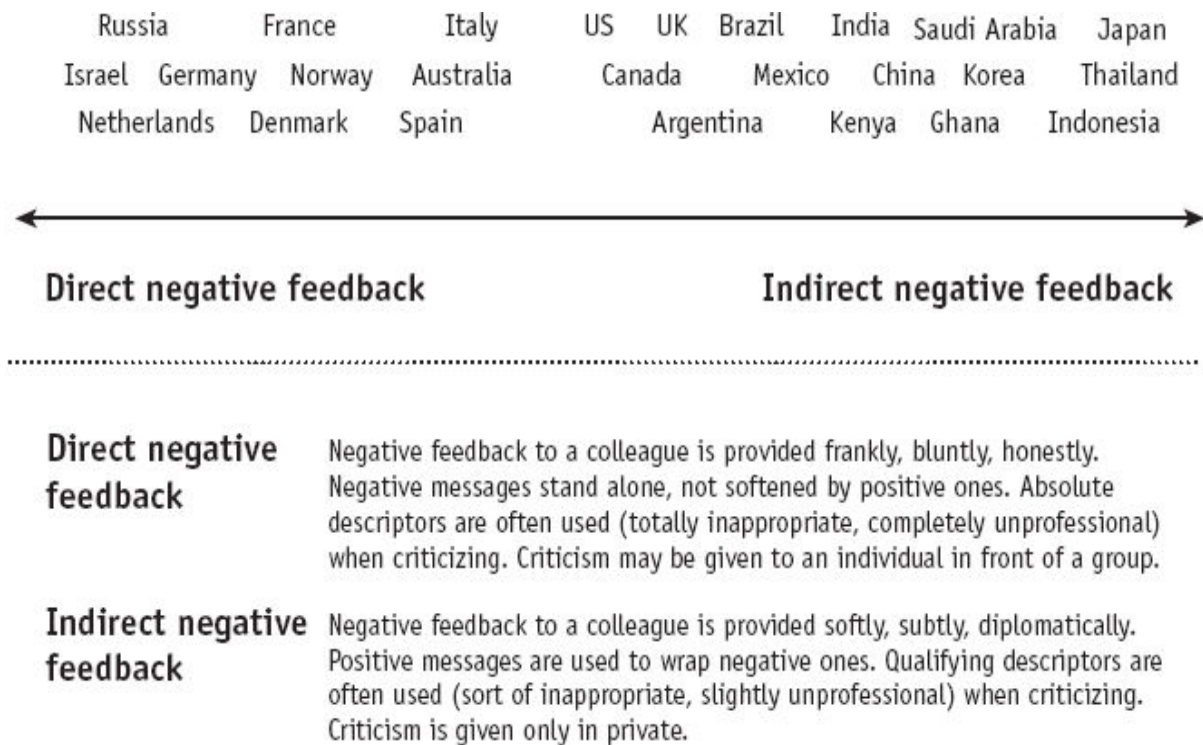 Russia France Italy US UK Brazil India Saudi Arabia Japan
Israel Germany Norway Australia Canada Mexico China Korea Thailand
Netherlands Denmark Spain Argentina Kenya Ghana Indonesia
Direct negative feedback Indirect negative feedback
Direct negative feedback
Negative feedback to a colleague is provided frankly, bluntly, honestly.
Negative messages stand alone, not softened by positive ones. Absolute
descriptors are often used (totally inappropriate, completely unprofessional)
when criticizing. Criticism may be given to an individual in front of a group.
Indirect negative feedback
Negative feedback to a colleague is provided softly, subtly, diplomatically.
Positive messages are used to wrap negative ones. Qualifying descriptors are
often used (sort of inappropriate, slightly unprofessional) when criticizing.
Criticism is given only in private.